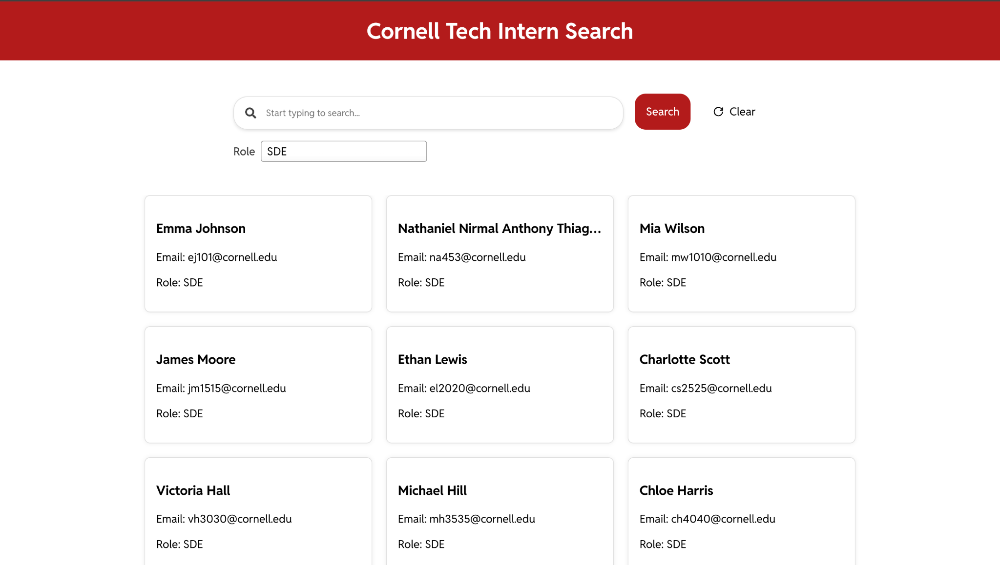 Cornell Tech Intern Search
Start typing to search...
Search
Clear
Role
SDE
Emma Johnson
Email: ej101@cornell.edu
Role: SDE
Nathaniel Nirmal Anthony Thiag...
Email: na453@cornell.edu
Role: SDE
Mia Wilson
Email: mw1010@cornell.edu
Role: SDE
James Moore
Email: jm1515@cornell.edu
Role: SDE
Ethan Lewis
Email: el2020@cornell.edu
Role: SDE
Charlotte Scott
Email: cs2525@cornell.edu
Role: SDE
Victoria Hall
Email: vh3030@cornell.edu
Role: SDE
Michael Hill
Email: mh3535@cornell.edu
Role: SDE
Chloe Harris
Email: ch4040@cornell.edu
Role: SDE